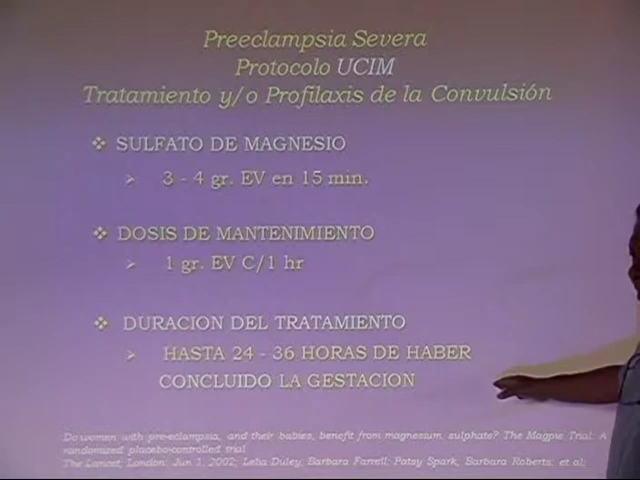 Preeclampsia Severa
Protocolo UCIM
Tratamiento y/o Profilaxis de la Convulsión
SULFATO DE MAGNESIO
3 - 4 gr. EV en 15 min.
DOSIS DE MANTENIMIENTO
1 gr. EV C/1 hr
DURACION DEL TRATAMIENTO
HASTA 24 - 36 HORAS DE HABER
CONCLUIDO LA GESTACION
Do women with pre-eclampsia, and their babies, benefit from magnesium sulphate? The Magpie Trial: A
randomized placebo-controlled trial
The Lancet; London; Jun 1, 2002; Lelia Duley; Barbara Farrell; Patsy Spark; Barbara Roberts; et al;